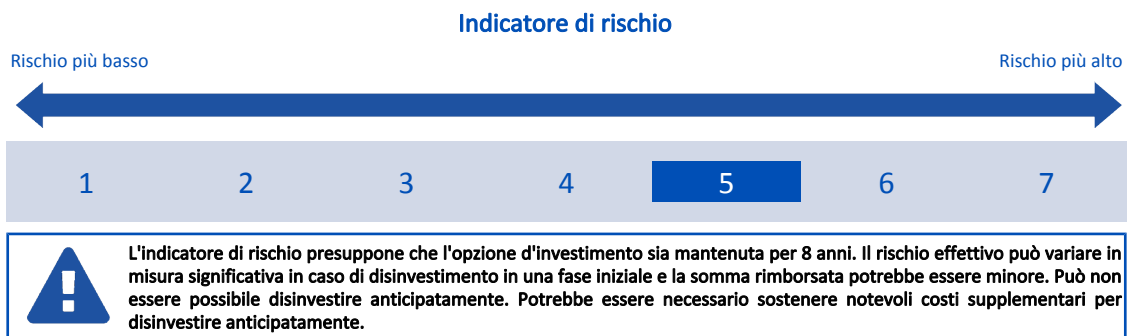 Indicatore di rischio
Rischio più basso
Rischio più alto
1 2 3 4 5 6 7
L'indicatore di rischio presuppone che l'opzione d'investimento sia mantenuta per 8 anni. Il rischio effettivo può variare in
misura significativa in caso di disinvestimento in una fase iniziale e la somma rimborsata potrebbe essere minore. Può non
essere possibile disinvestire anticipatamente. Potrebbe essere necessario sostenere notevoli costi supplementari per
disinvestire anticipatamente.